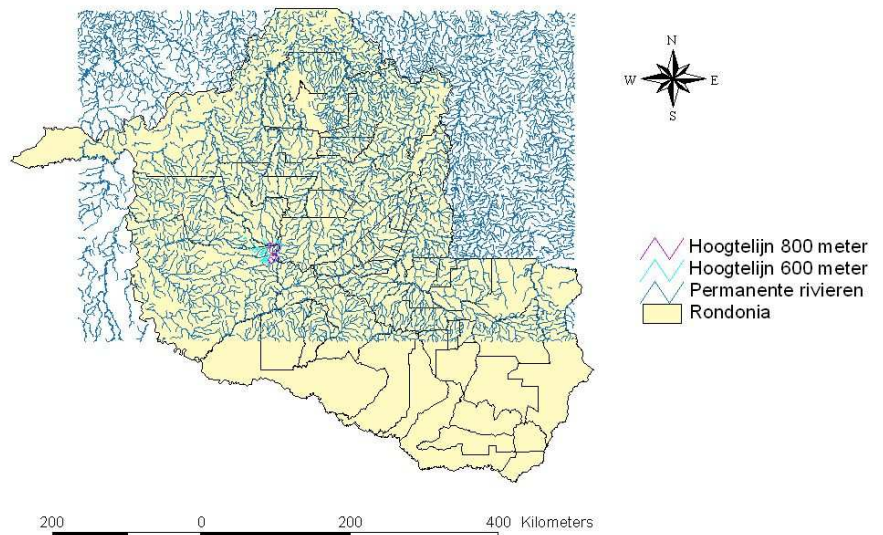 N
W E
S
Hoogtelijn 800 meter
Hoogtelijn 600 meter
Permanente rivieren
Rondonia
200 0 200 400 Kilometers